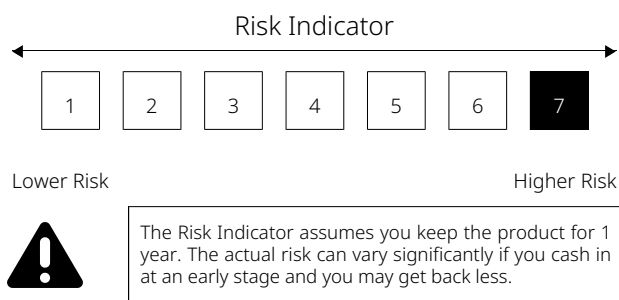 Risk Indicator
1 2 3 4 5 6 7
Lower Risk Higher Risk
The Risk Indicator assumes you keep the product for 1
year. The actual risk can vary significantly if you cash in
at an early stage and you may get back less.